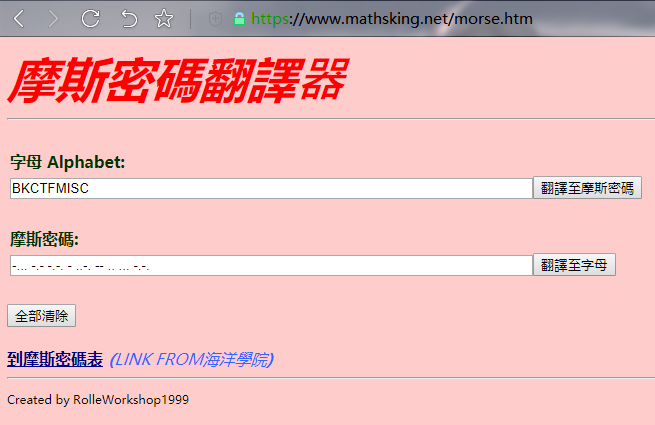 https://www.mathsking.net/morse.htm
摩斯密碼翻譯器
字母 Alphabet:
BKCTFMISC 翻譯至摩斯密碼
摩斯密碼:
-... -.- -.-. - ..-. -- .. ... -.-. 翻譯至字母
全部清除
到摩斯密碼表 (LINK FROM海洋學院)
Created by RolleWorkshop1999